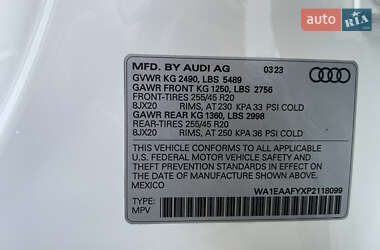 auto RIA
MFD. BY AUDI AG 03 23
GVWR KG 2490, LBS 5489
GAWR FRONT KG 1250, LBS 2756
FRONT-TIRES 255/45 R20
8JX20 RIMS, AT 230 KPA 33 PSI COLD
GAWR REAR KG 1360, LBS 2998
REAR-TIRES 255/45 R20
8JX20 RIMS, AT 250 KPA 36 PSI COLD
THIS VEHICLE CONFORMS TO ALL APPLICABLE
U.S. FEDERAL MOTOR VEHICLE SAFETY AND
THEFT PREVENTION STANDARDS IN EFFECT ON
THE DATE OF MANUFACTURE SHOWN ABOVE.
MEXICO
WA1EAAFYXP2118099
TYPE:
MPV